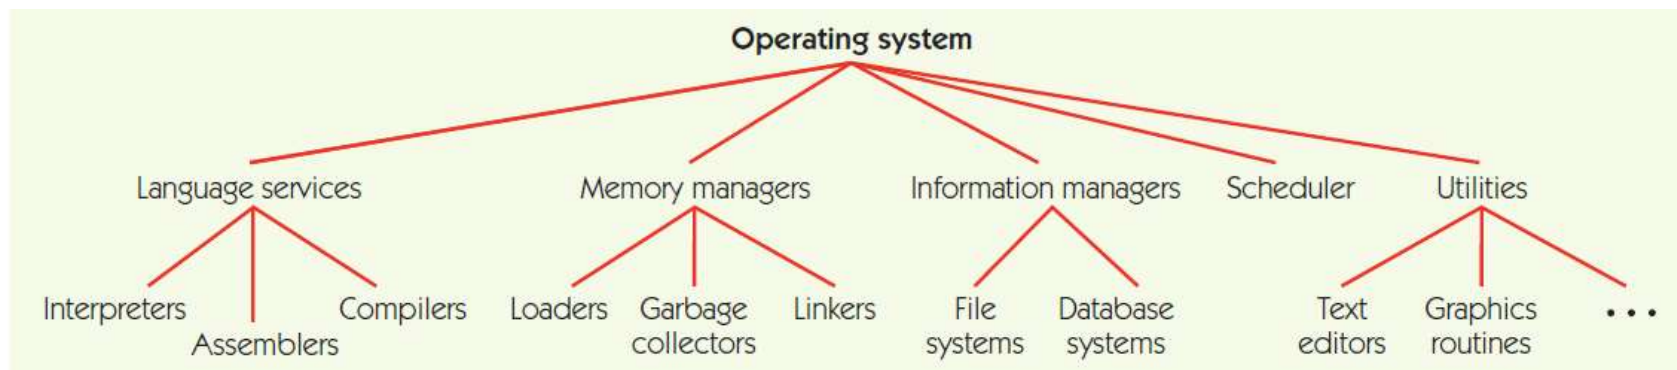 Operating system
Language services Memory managers Information managers Scheduler Utilities
Interpreters Assemblers Compilers Loaders Garbage collectors Linkers File systems Database systems Text editors Graphics routines ...